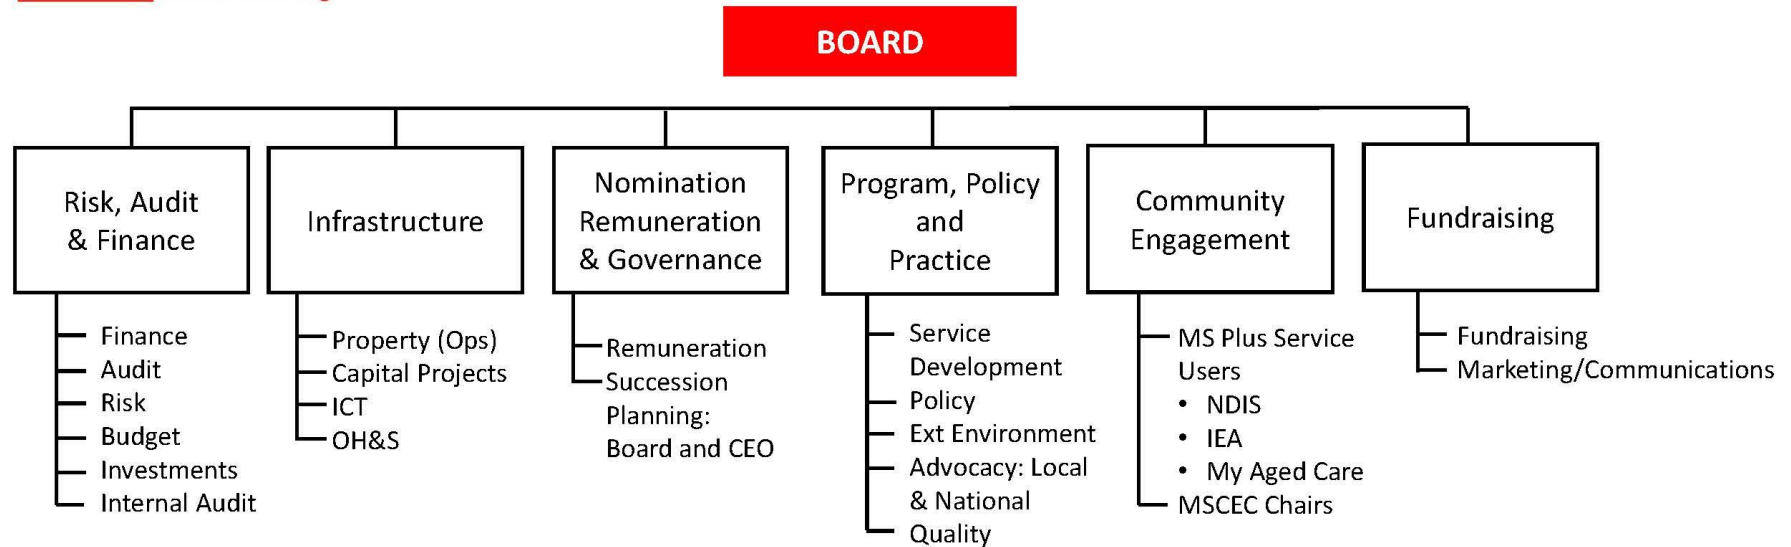 BOARD
Risk, Audit
& Finance
Infrastructure
Nomination
Remuneration
& Governance
Program, Policy
and
Practice
Community
Engagement
Fundraising
Finance
Audit
Risk
Budget
Investments
Internal Audit
Property (Ops)
Capital Projects
ICT
OH&S
Remuneration
Succession
Planning:
Board and CEO
Service
Development
Policy
Ext Environment
Advocacy: Local
& National
Quality
MS Plus Service
Users
• NDIS
• IEA
• My Aged Care
MSCEC Chairs
Fundraising
Marketing/Communications